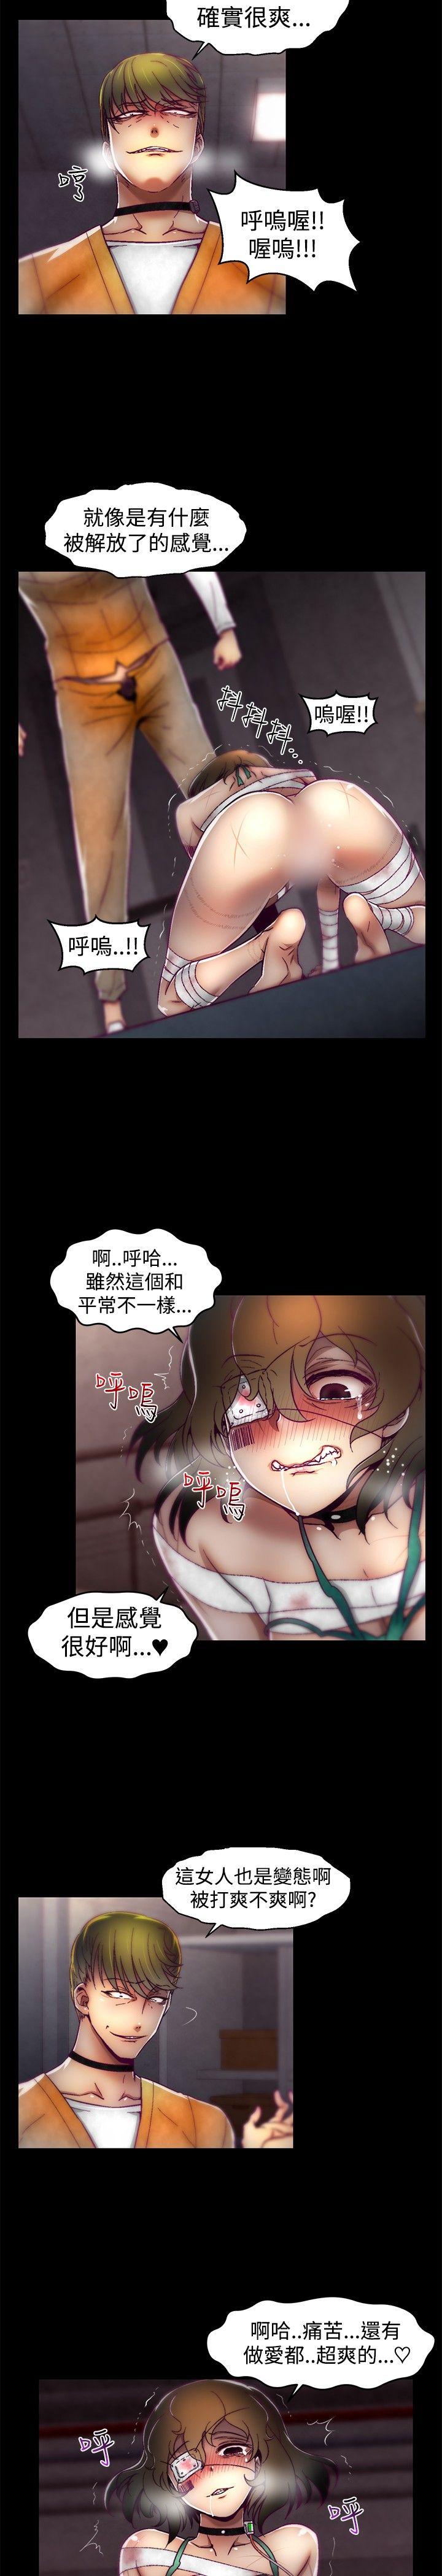 確實很爽...
哼
呼嗚喔!!
喔嗚!!!
就像是有什麼
被解放了的感覺...
抖抖抖...
嗚喔!!
呼嗚..!!
啊..呼哈...
雖然這個和
平常不一樣...
呼嗚
呼嗚
但是感覺
很好啊...♥
這女人也是變態啊
被打爽不爽啊?
啊哈..痛苦...還有
做愛都..超爽的...♡
呼
呼